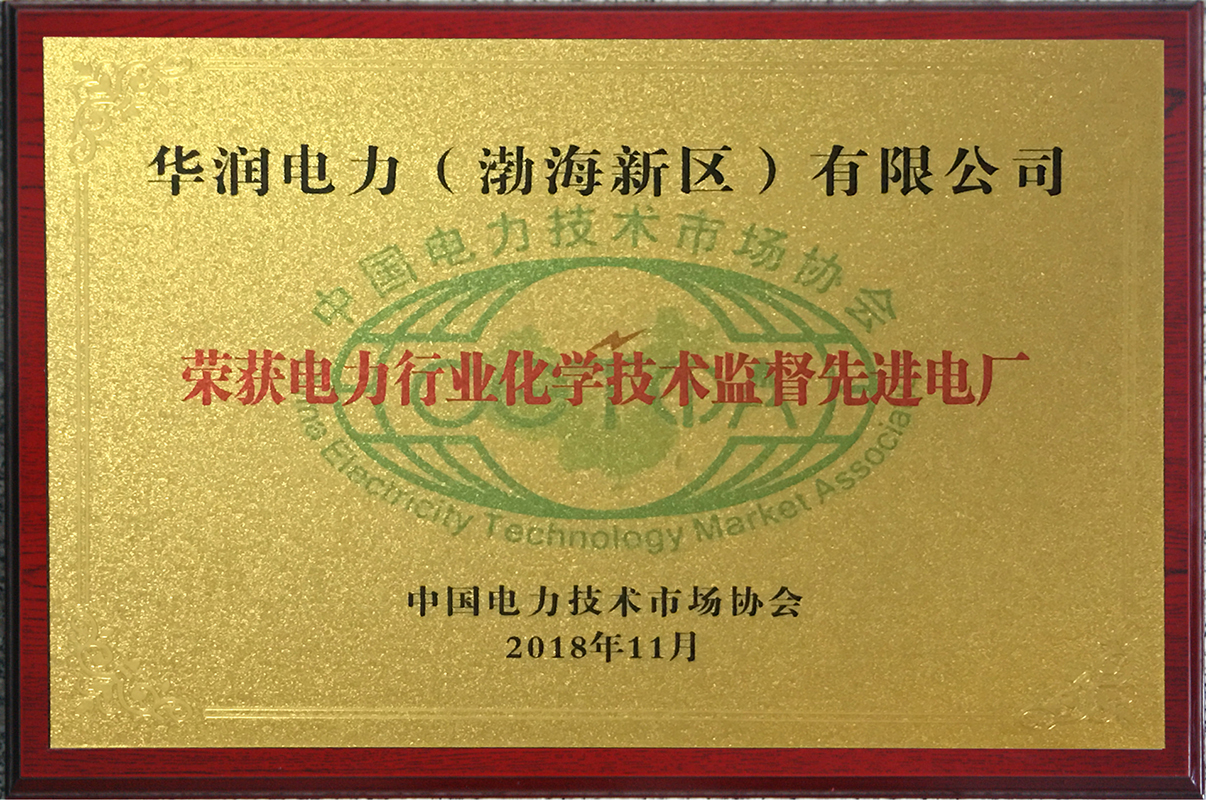 华润电力（渤海新区）有限公司
中国电力技术市场协会
荣获电力行业化学技术监督先进电厂
Electricity Technology Market
中国电力技术市场协会
2018年11月